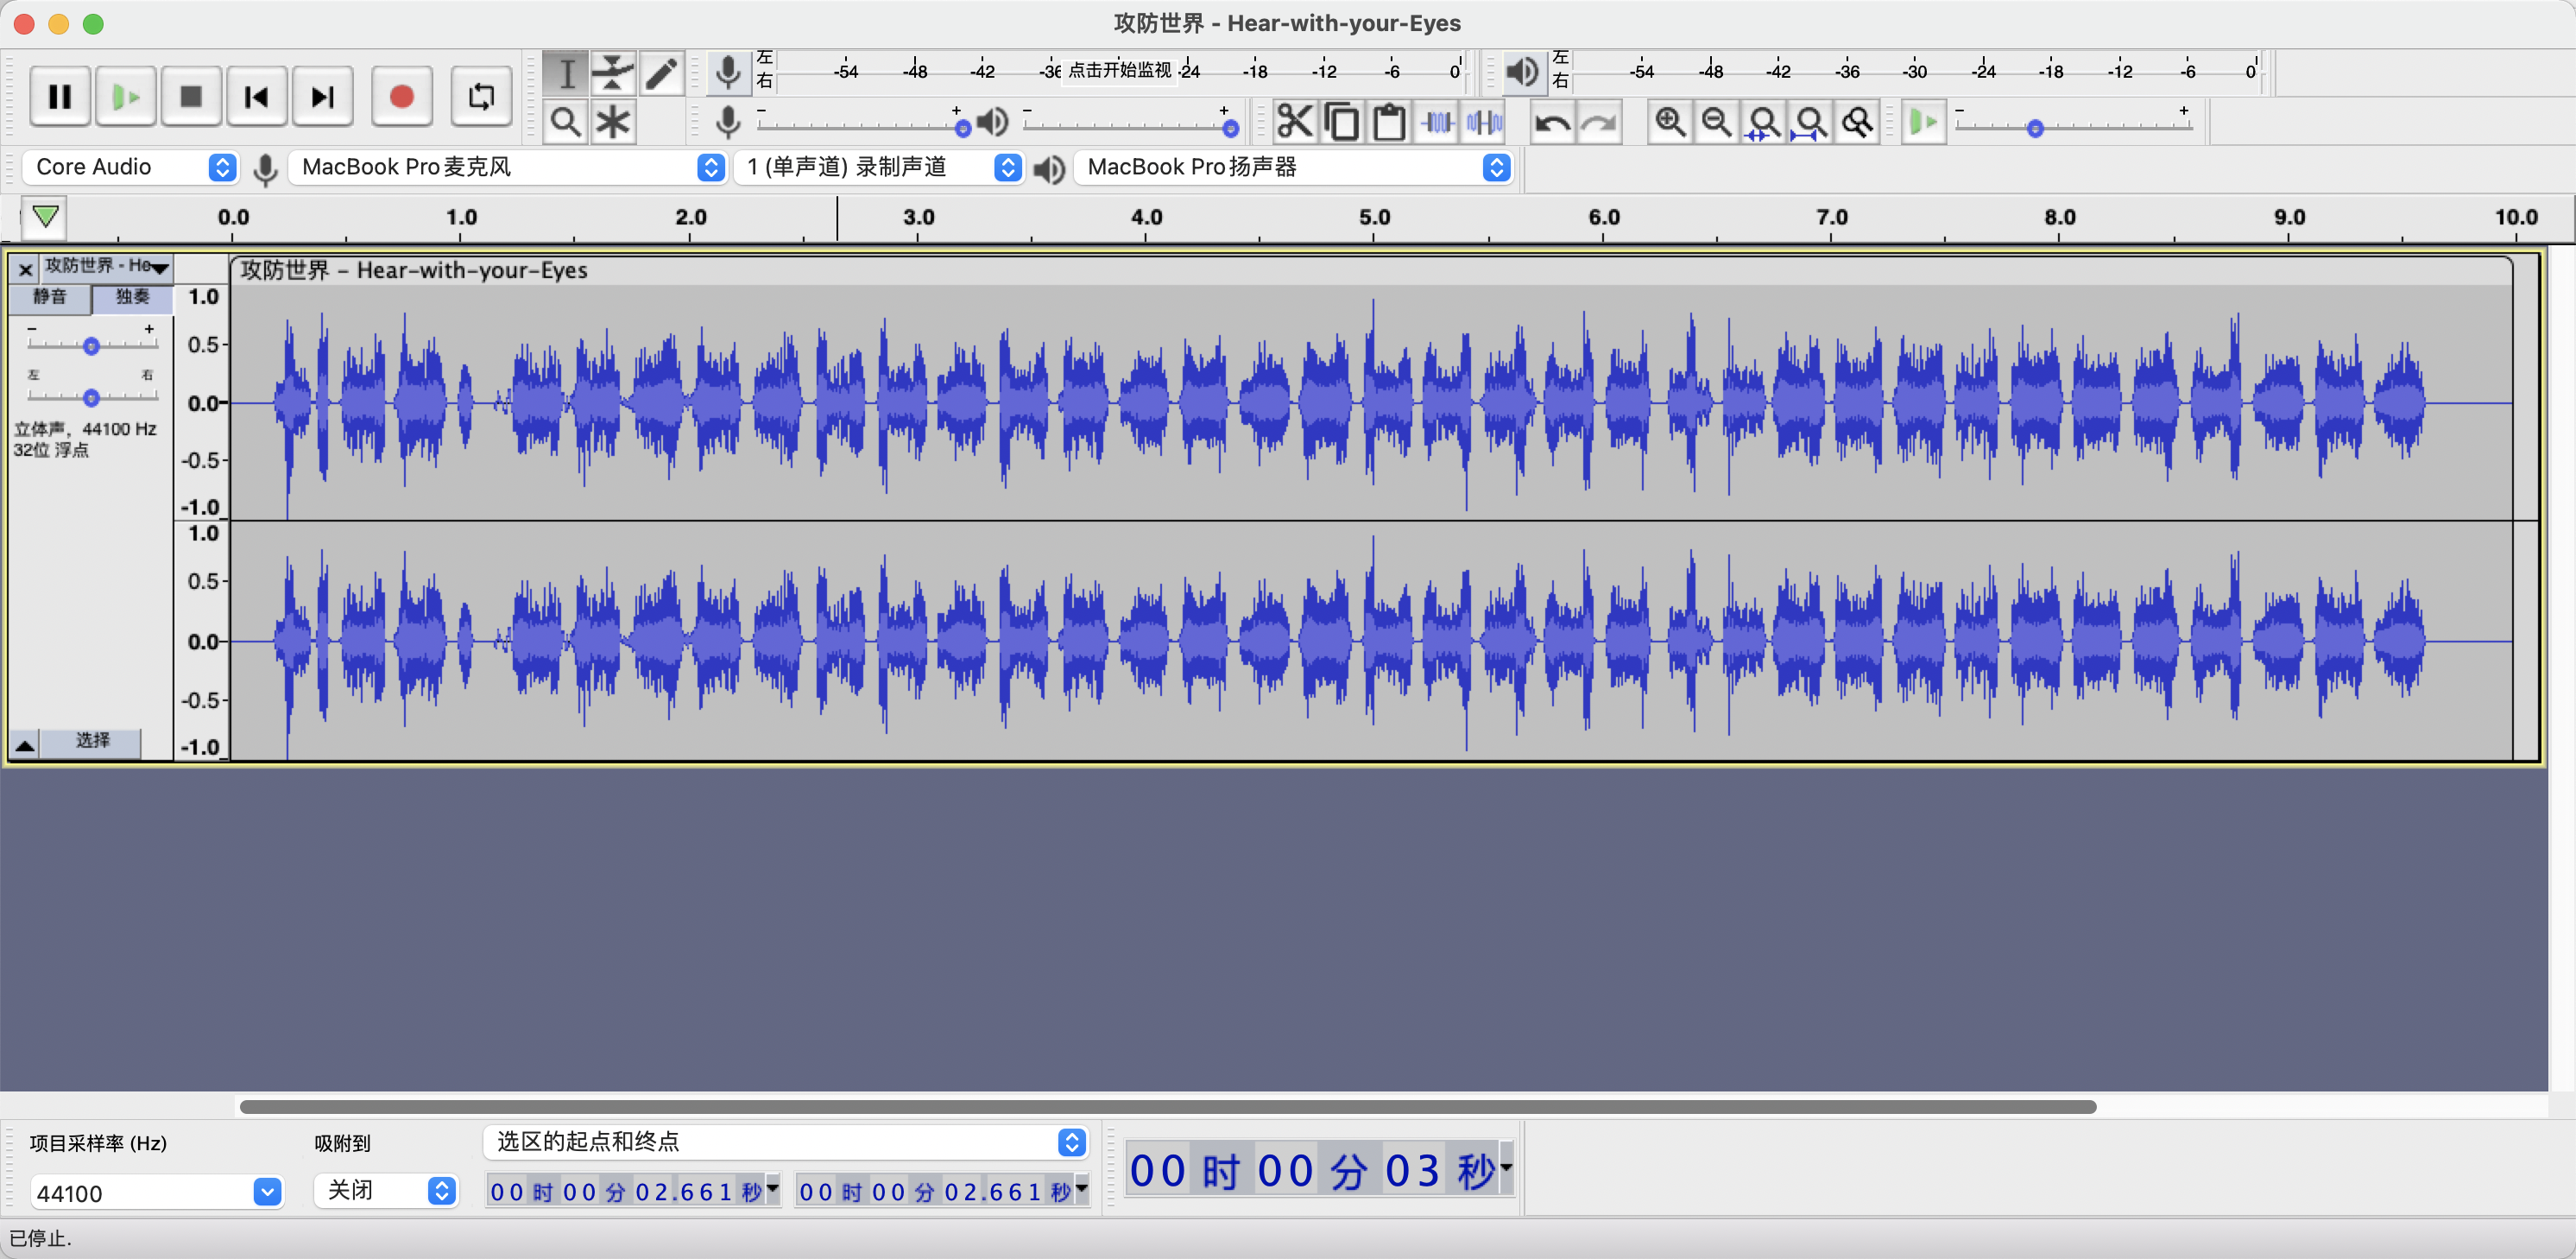 攻防世界 - Hear-with-your-Eyes
左
右
-54 -48 -42 -36 点击开始监视 -24 -18 -12 -6 0
左
右
-54 -48 -42 -36 -30 -24 -18 -12 -6 0
- + - + - +
Core Audio MacBook Pro麦克风 1 (单声道) 录制声道 MacBook Pro扬声器
0.0 1.0 2.0 3.0 4.0 5.0 6.0 7.0 8.0 9.0 10.0
攻防世界 - He
攻防世界 - Hear-with-your-Eyes
静音 独奏
- +
左 右
立体声, 44100 Hz
32位 浮点
1.0
0.5
0.0
-0.5
-1.0
1.0
0.5
0.0
-0.5
-1.0
选择
项目采样率 (Hz) 吸附到 选区的起点和终点
44100 关闭 00 时 00 分 02.661 秒 00 时 00 分 02.661 秒
00 时 00 分 03 秒
已停止.